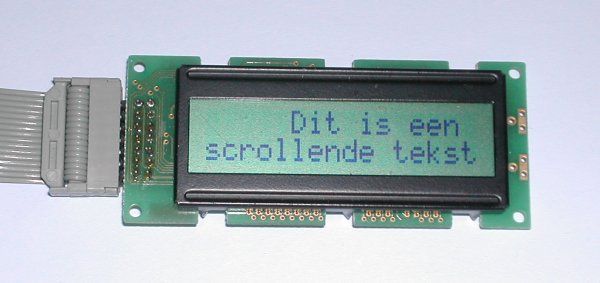 Dit is een
scrollende tekst